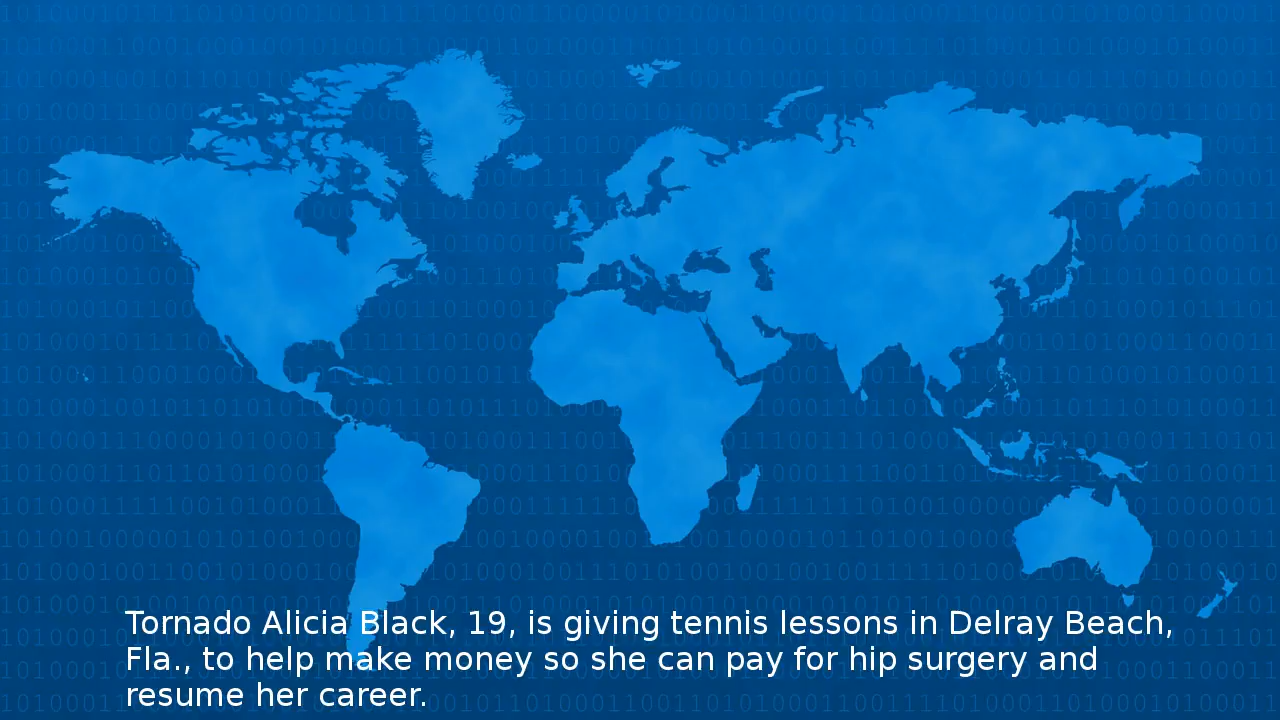 Tornado Alicia Black, 19, is giving tennis lessons in Delray Beach,
Fla., to help make money so she can pay for hip surgery and
resume her career.